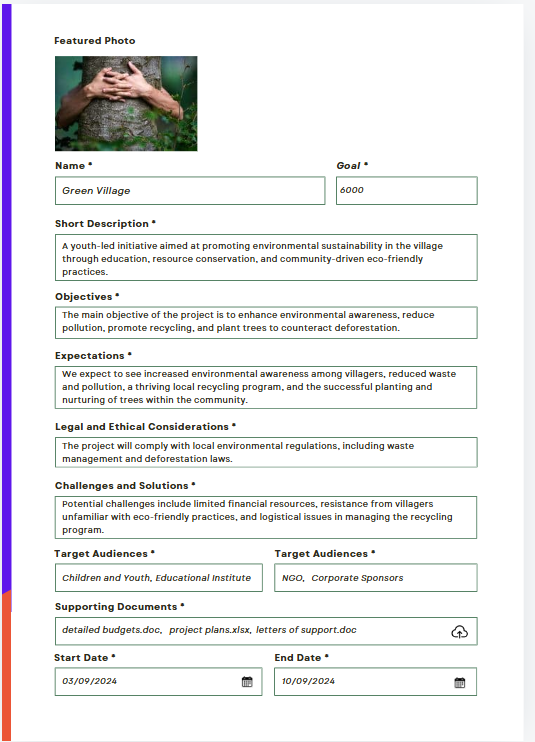 Featured Photo
Name *
Goal *
Green Village
6000
Short Description *
A youth-led initiative aimed at promoting environmental sustainability in the village
through education, resource conservation, and community-driven eco-friendly
practices.
Objectives *
The main objective of the project is to enhance environmental awareness, reduce
pollution, promote recycling, and plant trees to counteract deforestation.
Expectations *
We expect to see increased environmental awareness among villagers, reduced waste
and pollution, a thriving local recycling program, and the successful planting and
nurturing of trees within the community.
Legal and Ethical Considerations *
The project will comply with local environmental regulations, including waste
management and deforestation laws.
Challenges and Solutions *
Potential challenges include limited financial resources, resistance from villagers
unfamiliar with eco-friendly practices, and logistical issues in managing the recycling
program.
Target Audiences *
Target Audiences *
Children and Youth, Educational Institute
NGO, Corporate Sponsors
Supporting Documents *
detailed budgets.doc, project plans.xlsx, letters of support.doc
Start Date *
End Date *
03/09/2024
10/09/2024